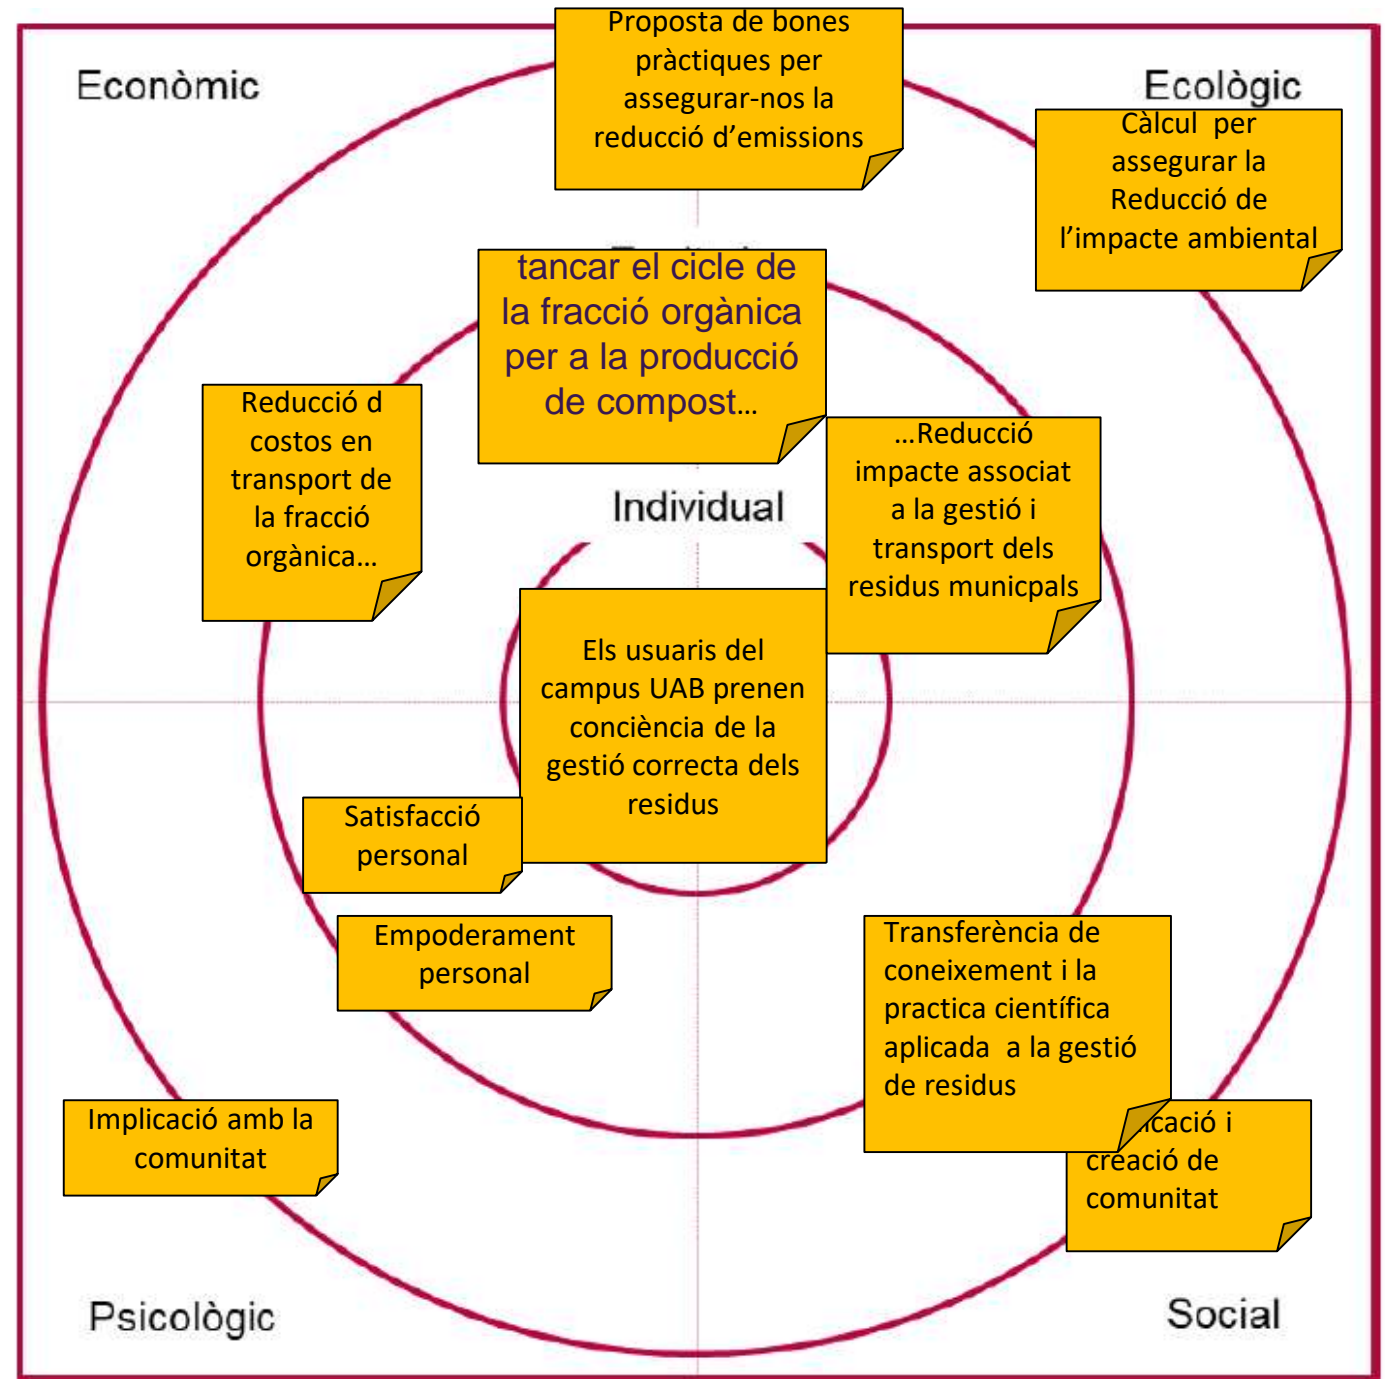 Econòmic
Ecològic
Proposta de bones
pràctiques per
assegurar-nos la
reducció d'emissions
Càlcul  per
assegurar la
Reducció de
l'impacte ambiental
tancar el cicle de
la fracció orgànica
per a la producció
de compost…
Reducció d
costos en
transport de
la fracció
orgànica…
…Reducció
impacte associat
a la gestió i
transport dels
residus municpals
Individual
Els usuaris del
campus UAB prenen
conciència de la
gestió correcta dels
residus
Satisfacció
personal
Empoderament
personal
Transferència de
coneixement i la
practica científica
aplicada  a la gestió
de residus
Implicació amb la
comunitat
i
creació de
comunitat
Psicològic
Social